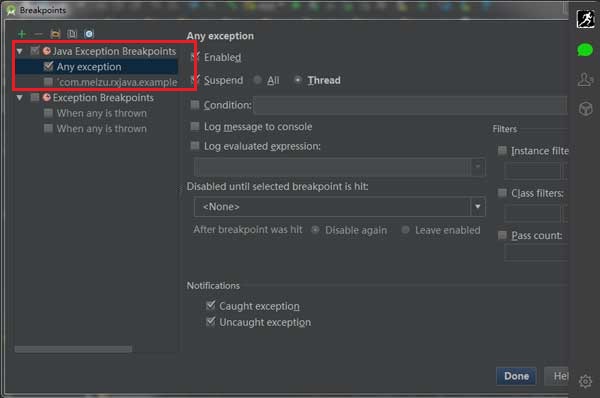 Breakpoints
Java Exception Breakpoints
Any exception
'com.meizu.rxjava.example
Exception Breakpoints
When any is thrown
When any is thrown
Any exception
Enabled
Suspend All Thread
Condition:
Log message to console
Log evaluated expression:
Disabled until selected breakpoint is hit:
<None>
After breakpoint was hit Disable again Leave enabled
Filters
Instance filte
Class filters:
Pass count:
Notifications
Caught exception
Uncaught exception
Done Hel